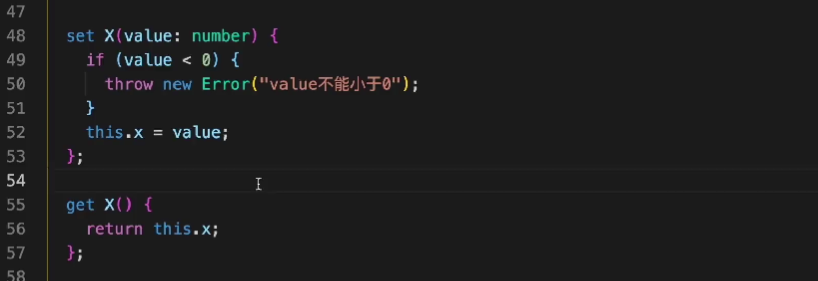 47
48 set X(value: number) {
49 if (value < 0) {
50 throw new Error("value不能小于0");
51 }
52 this.x = value;
53 };
54
55 get X() {
56 return this.x;
57 };
58